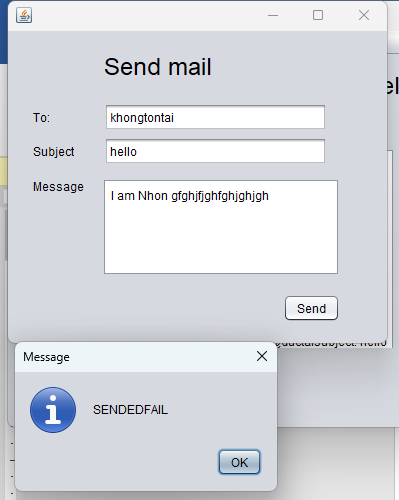 Send mail
To:
khongtontai
Subject
hello
Message
I am Nhon gfghjfjghfghjghjgh
Send
Message
SENDEDFAIL
OK